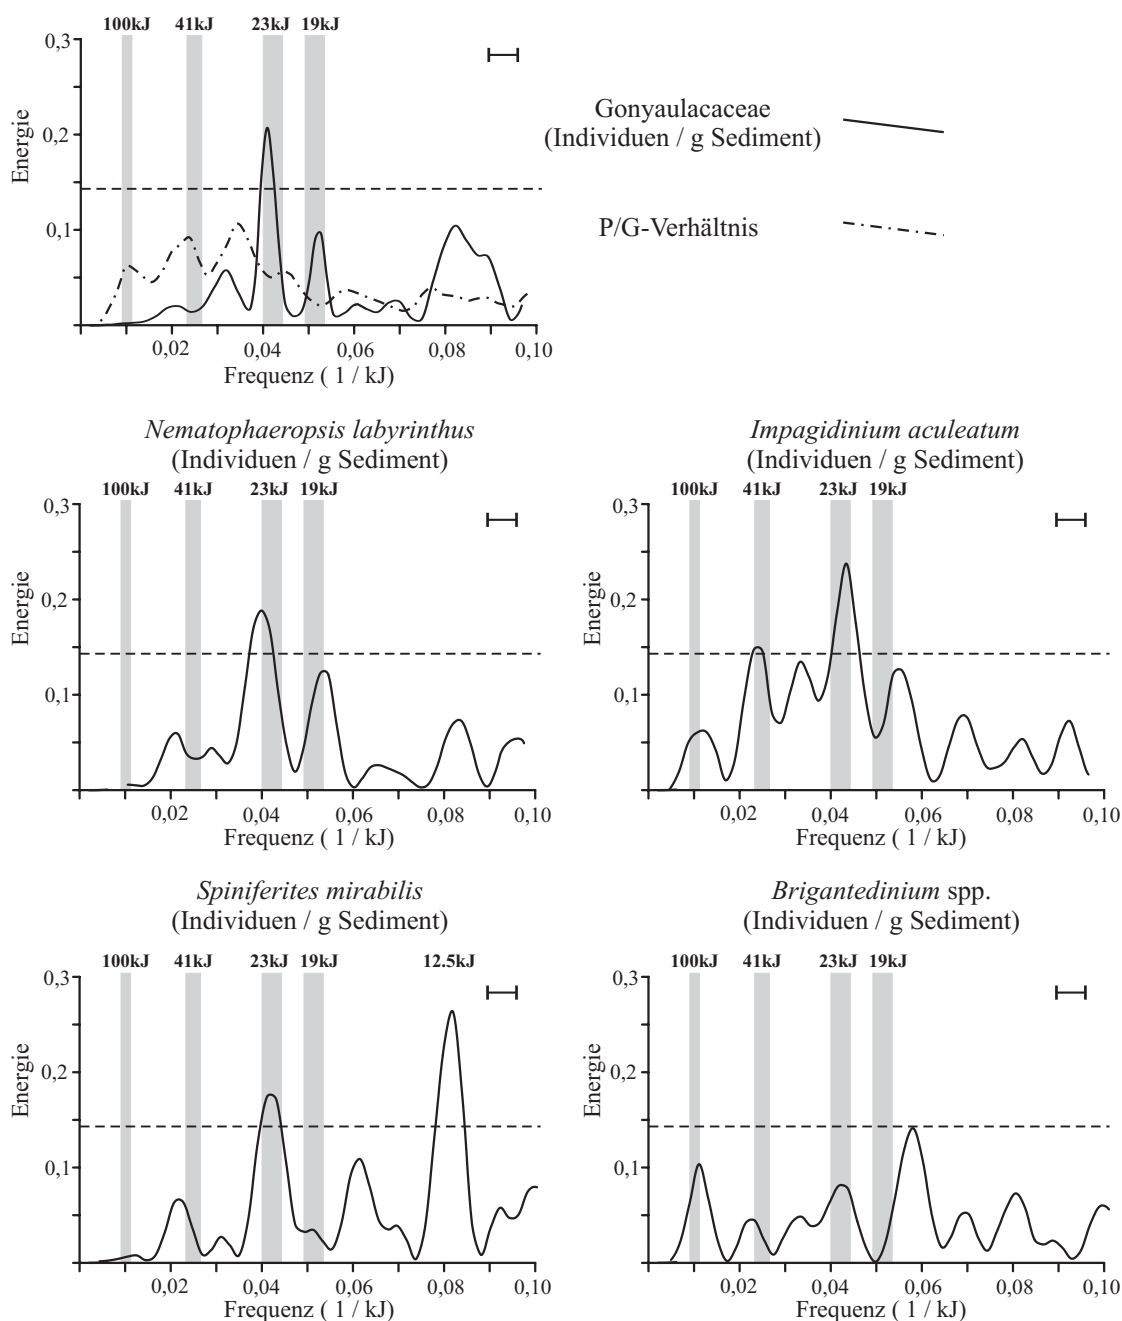 100kJ 41kJ 23kJ 19kJ
0,3
0,2
0,1
Energie
0,02 0,04 0,06 0,08 0,10
Frequenz ( 1 / kJ)
Gonyaulacaceae
(Individuen / g Sediment)
P/G-Verhältnis
Nematophaeropsis labyrinthus
(Individuen / g Sediment)
100kJ 41kJ 23kJ 19kJ
0,3
0,2
0,1
Energie
0,02 0,04 0,06 0,08 0,10
Frequenz ( 1 / kJ)
Impagidinium aculeatum
(Individuen / g Sediment)
100kJ 41kJ 23kJ 19kJ
0,3
0,2
0,1
Energie
0,02 0,04 0,06 0,08 0,10
Frequenz ( 1 / kJ)
Spiniferites mirabilis
(Individuen / g Sediment)
100kJ 41kJ 23kJ 19kJ 12.5kJ
0,3
0,2
0,1
Energie
0,02 0,04 0,06 0,08 0,10
Frequenz ( 1 / kJ)
Brigantedinium spp.
(Individuen / g Sediment)
100kJ 41kJ 23kJ 19kJ
0,3
0,2
0,1
Energie
0,02 0,04 0,06 0,08 0,10
Frequenz ( 1 / kJ)